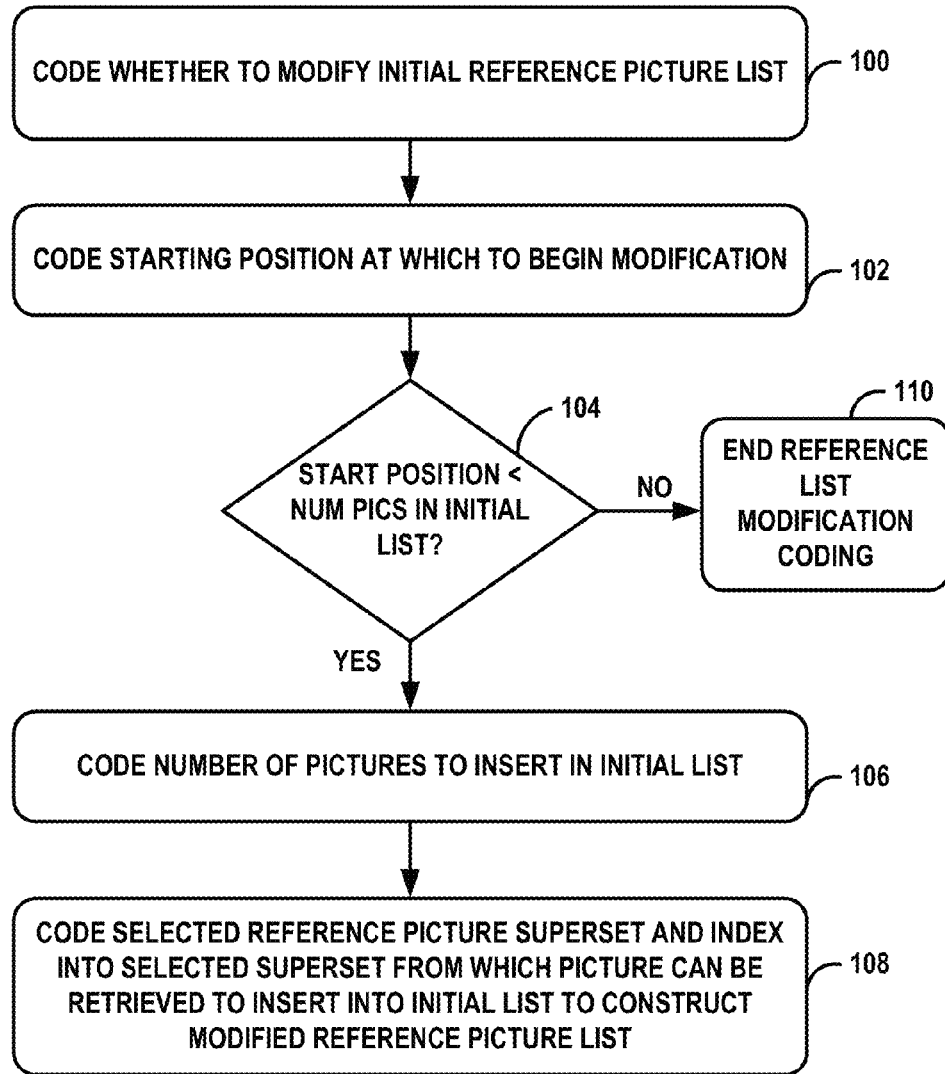 CODE WHETHER TO MODIFY INITIAL REFERENCE PICTURE LIST
100
CODE STARTING POSITION AT WHICH TO BEGIN MODIFICATION
102
104
START POSITION <
NUM PICS IN INITIAL
LIST?
NO
110
END REFERENCE
LIST
MODIFICATION
CODING
YES
CODE NUMBER OF PICTURES TO INSERT IN INITIAL LIST
106
CODE SELECTED REFERENCE PICTURE SUPERSET AND INDEX
INTO SELECTED SUPERSET FROM WHICH PICTURE CAN BE
RETRIEVED TO INSERT INTO INITIAL LIST TO CONSTRUCT
MODIFIED REFERENCE PICTURE LIST
108